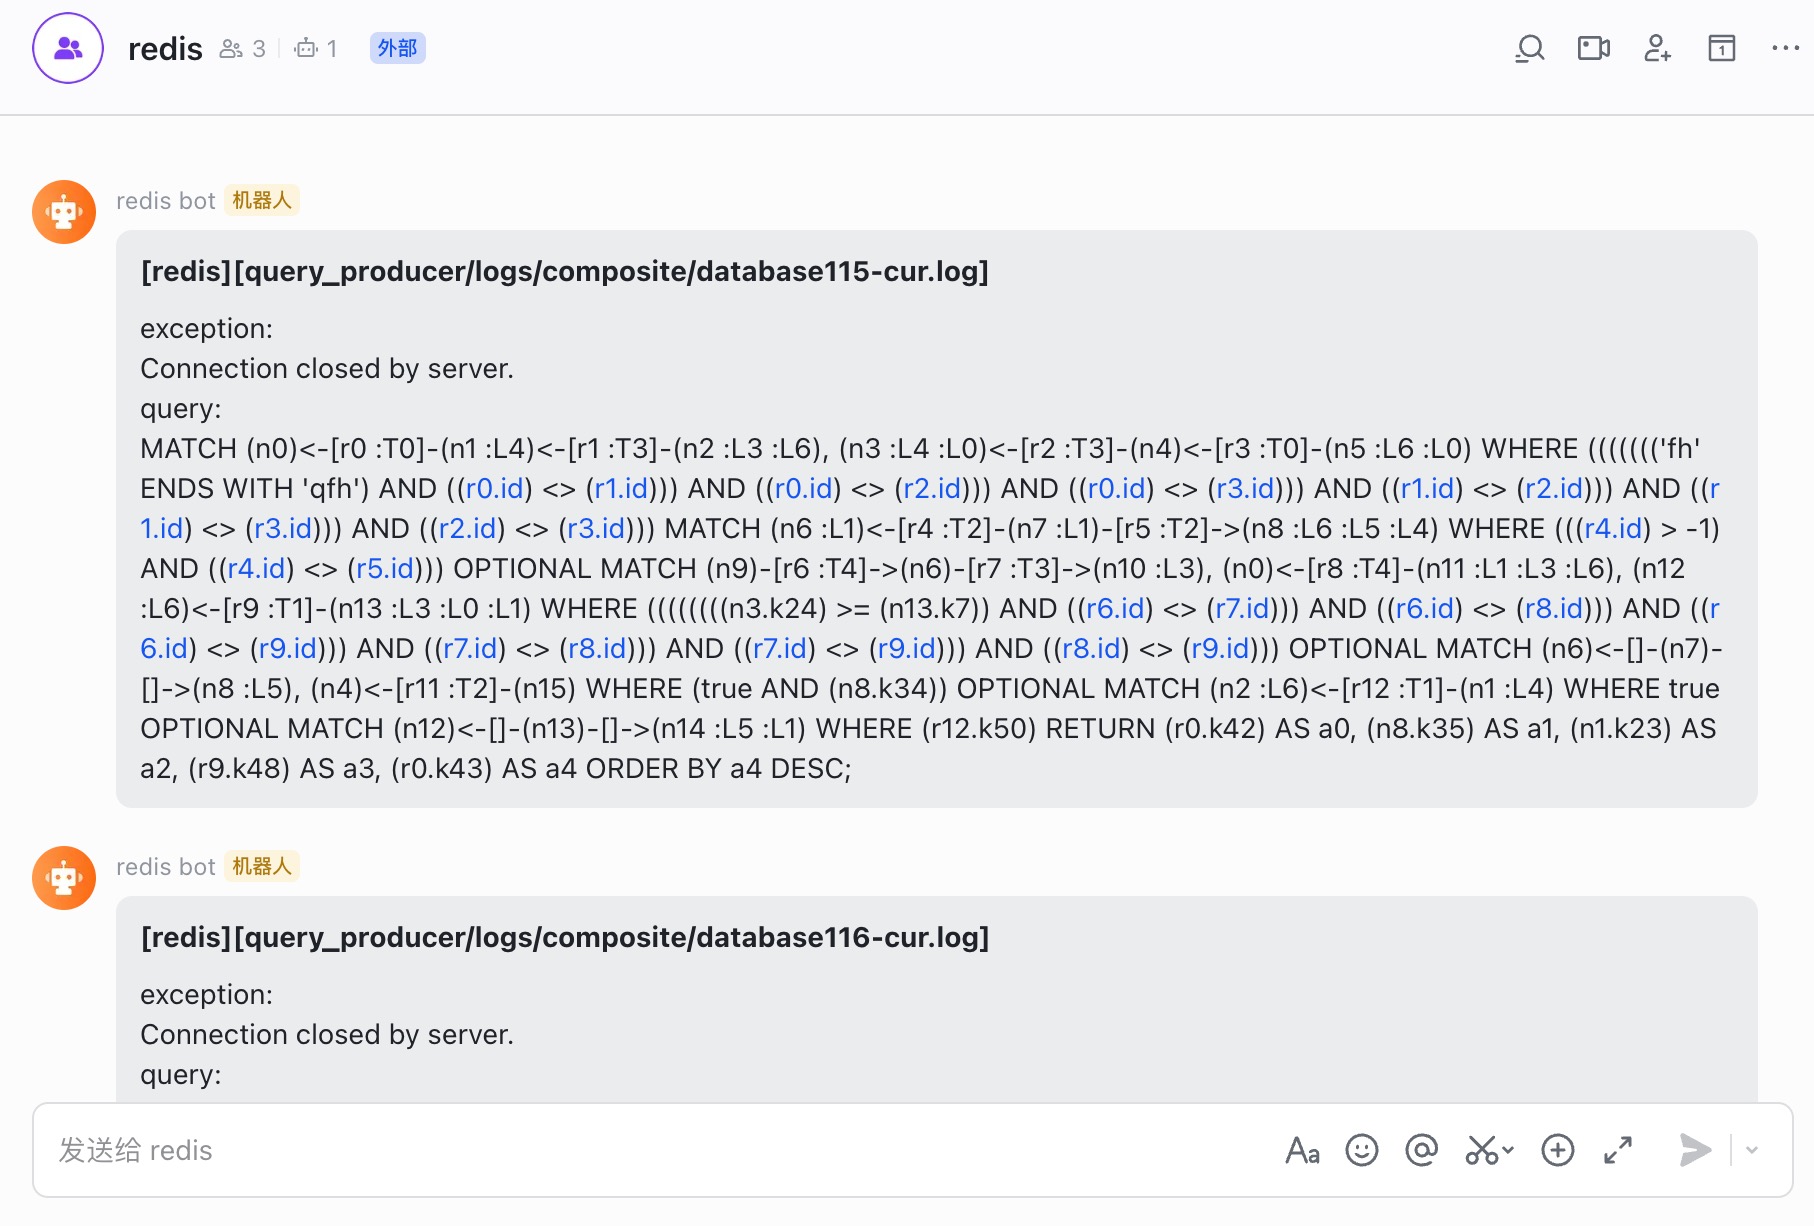 redis 3 1 外部
redis bot 机器人
[redis][query_producer/logs/composite/database115-cur.log]
exception:
Connection closed by server.
query:
MATCH (n0)<-[r0 :T0]-(n1 :L4)<-[r1 :T3]-(n2 :L3 :L6), (n3 :L4 :L0)<-[r2 :T3]-(n4)<-[r3 :T0]-(n5 :L6 :L0) WHERE ((((((('fh'
ENDS WITH 'qfh') AND ((r0.id) <> (r1.id))) AND ((r0.id) <> (r2.id))) AND ((r0.id) <> (r3.id))) AND ((r1.id) <> (r2.id))) AND ((r
1.id) <> (r3.id))) AND ((r2.id) <> (r3.id))) MATCH (n6 :L1)<-[r4 :T2]-(n7 :L1)-[r5 :T2]->(n8 :L6 :L5 :L4) WHERE (((r4.id) > -1)
AND ((r4.id) <> (r5.id))) OPTIONAL MATCH (n9)-[r6 :T4]->(n6)-[r7 :T3]->(n10 :L3), (n0)<-[r8 :T4]-(n11 :L1 :L3 :L6), (n12
:L6)<-[r9 :T1]-(n13 :L3 :L0 :L1) WHERE ((((((((n3.k24) >= (n13.k7)) AND ((r6.id) <> (r7.id))) AND ((r6.id) <> (r8.id))) AND ((r
6.id) <> (r9.id))) AND ((r7.id) <> (r8.id))) AND ((r7.id) <> (r9.id))) AND ((r8.id) <> (r9.id))) OPTIONAL MATCH (n6)<-[]-(n7)-
[]->(n8 :L5), (n4)<-[r11 :T2]-(n15) WHERE (true AND (n8.k34)) OPTIONAL MATCH (n2 :L6)<-[r12 :T1]-(n1 :L4) WHERE true
OPTIONAL MATCH (n12)<-[]-(n13)-[]->(n14 :L5 :L1) WHERE (r12.k50) RETURN (r0.k42) AS a0, (n8.k35) AS a1, (n1.k23) AS
a2, (r9.k48) AS a3, (r0.k43) AS a4 ORDER BY a4 DESC;
redis bot 机器人
[redis][query_producer/logs/composite/database116-cur.log]
exception:
Connection closed by server.
query:
发送给 redis
Aa